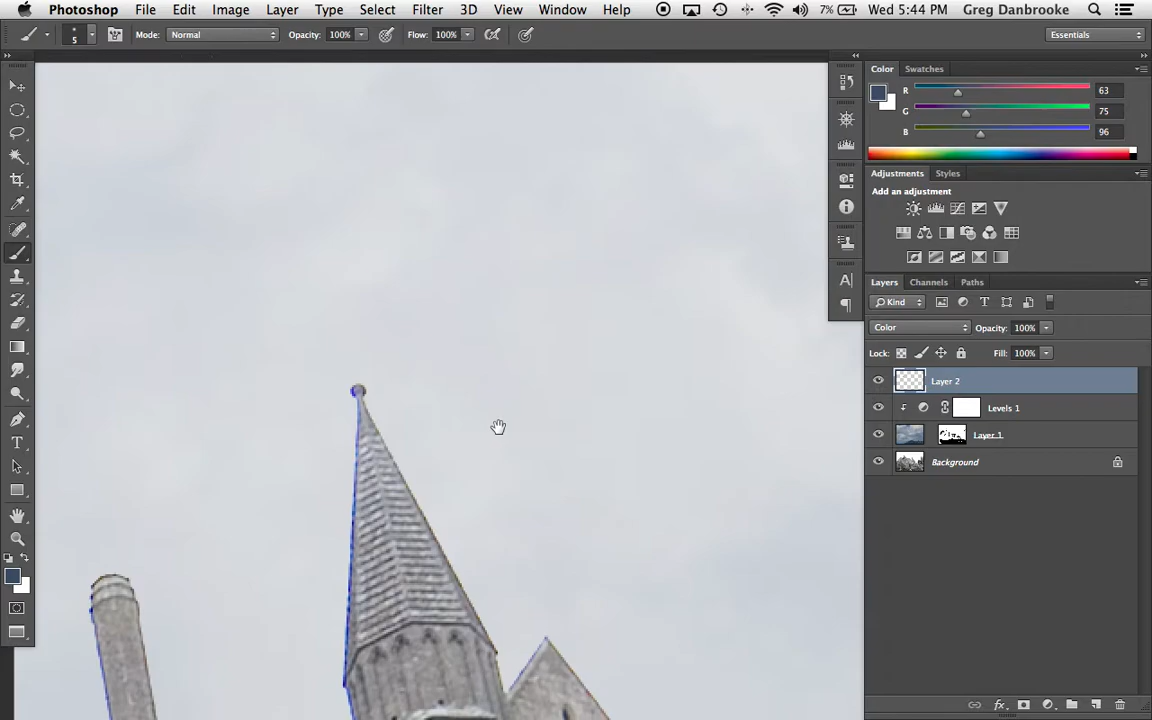 Photoshop File Edit Image Layer Type Select Filter 3D View Window Help 7% Wed 5:44 PM Greg Danbrooke
5 Mode: Normal Opacity: 100% Flow: 100% Essentials
Color Swatches
R 63
G 75
B 96
Adjustments Styles
Add an adjustment
Layers Channels Paths
Kind
Color Opacity: 100%
Lock: Fill: 100%
Layer 2
Levels 1
Layer 1
Background